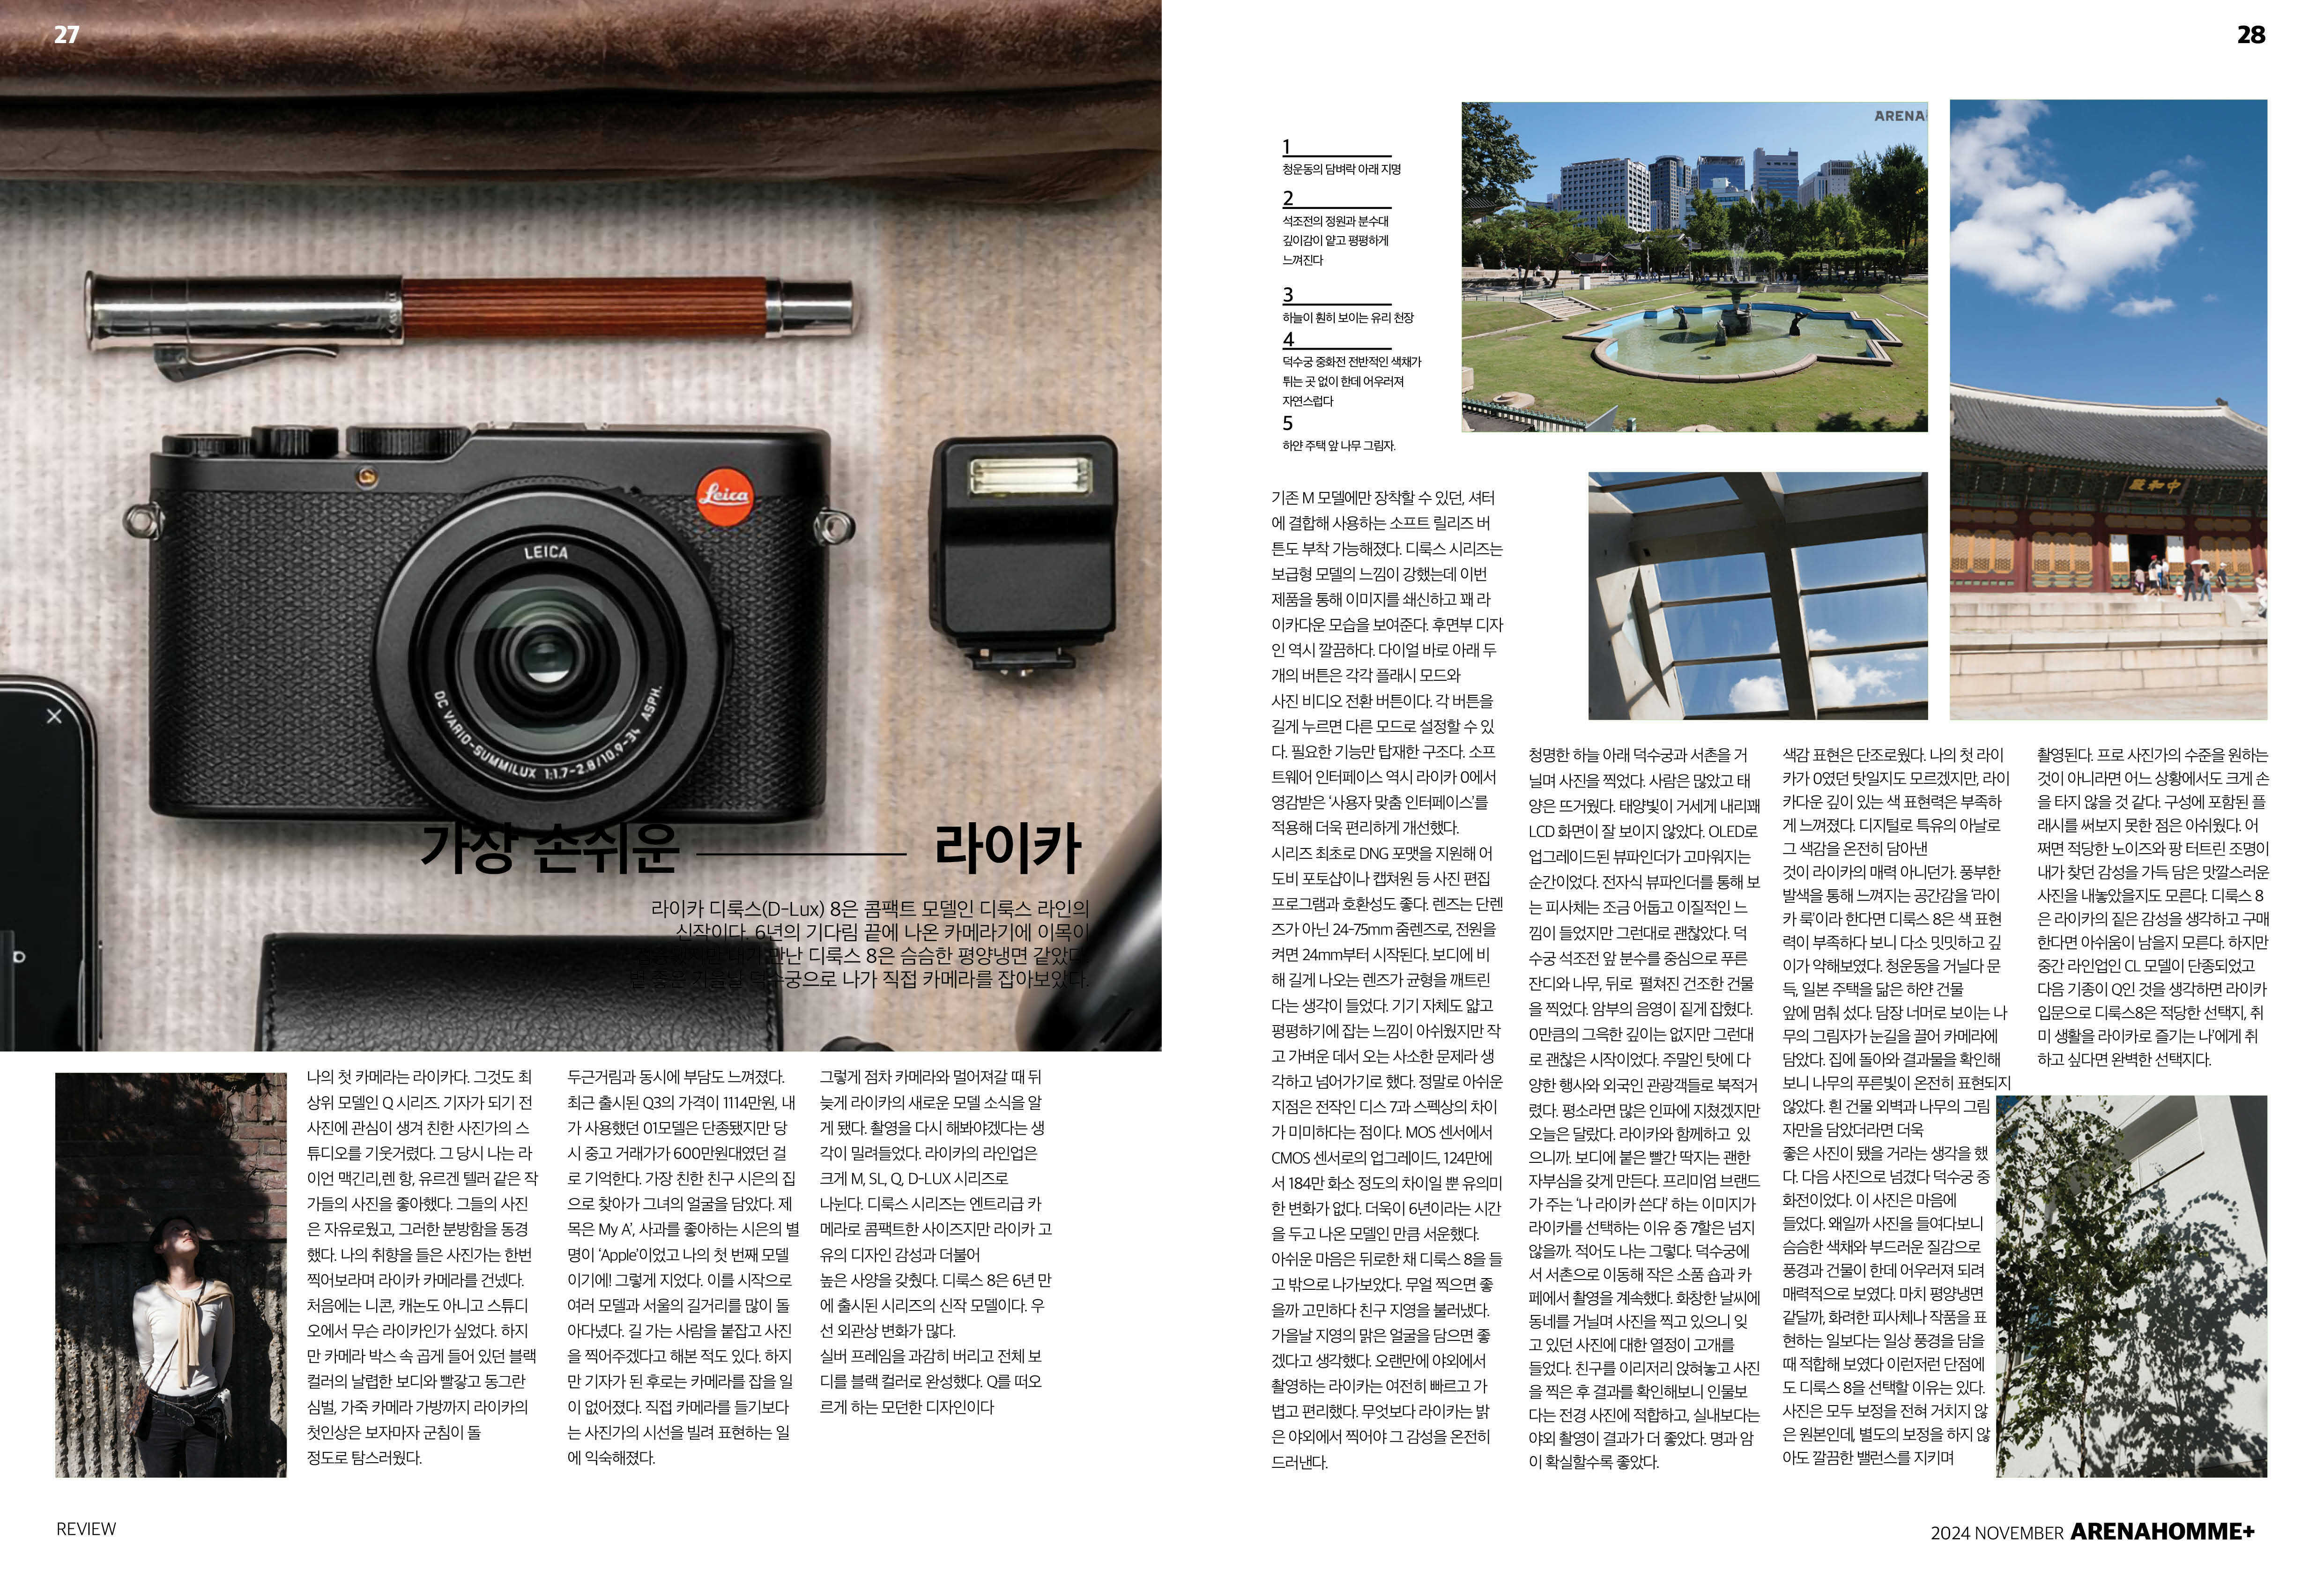 27
Leica
LEICA
DC VARIO-SUMMILUX 1:1.7-2.8/10.9-34 ASPH.
가장 손쉬운 라이카
라이카 디룩스(D-Lux) 8은 콤팩트 모델인 디룩스 라인의
신작이다. 6년의 기다림 끝에 나온 카메라기에 이목이
만난 디룩스 8은 슴슴한 평양냉면 같았다.
덕수궁으로 나가 직접 카메라를 잡아보았다.
나의 첫 카메라는 라이카다. 그것도 최
상위 모델인 Q 시리즈. 기자가 되기 전
사진에 관심이 생겨 친한 사진가의 스
튜디오를 기웃거렸다. 그 당시 나는 라
이언 맥긴리,렌 항, 유르겐 텔러 같은 작
가들의 사진을 좋아했다. 그들의 사진
은 자유로웠고, 그러한 분방함을 동경
했다. 나의 취향을 들은 사진가는 한번
찍어보라며 라이카 카메라를 건넸다.
처음에는 니콘, 캐논도 아니고 스튜디
오에서 무슨 라이카인가 싶었다. 하지
만 카메라 박스 속 곱게 들어 있던 블랙
컬러의 날렵한 보디와 빨갛고 동그란
심벌, 가죽 카메라 가방까지 라이카의
첫인상은 보자마자 군침이 돌
정도로 탐스러웠다.
두근거림과 동시에 부담도 느껴졌다.
최근 출시된 Q3의 가격이 1114만원, 내
가 사용했던 01모델은 단종됐지만 당
시 중고 거래가가 600만원대였던 걸
로 기억한다. 가장 친한 친구 시은의 집
으로 찾아가 그녀의 얼굴을 담았다. 제
목은 My A’, 사과를 좋아하는 시은의 별
명이 ‘Apple’이었고 나의 첫 번째 모델
이기에! 그렇게 지었다. 이를 시작으로
여러 모델과 서울의 길거리를 많이 돌
아다녔다. 길 가는 사람을 붙잡고 사진
을 찍어주겠다고 해본 적도 있다. 하지
만 기자가 된 후로는 카메라를 잡을 일
이 없어졌다. 직접 카메라를 들기보다
는 사진가의 시선을 빌려 표현하는 일
에 익숙해졌다.
그렇게 점차 카메라와 멀어져갈 때 뒤
늦게 라이카의 새로운 모델 소식을 알
게 됐다. 촬영을 다시 해봐야겠다는 생
각이 밀려들었다. 라이카의 라인업은
크게 M, SL, Q, D-LUX 시리즈로
나뉜다. 디룩스 시리즈는 엔트리급 카
메라로 콤팩트한 사이즈지만 라이카 고
유의 디자인 감성과 더불어
높은 사양을 갖췄다. 디룩스 8은 6년 만
에 출시된 시리즈의 신작 모델이다. 우
선 외관상 변화가 많다.
실버 프레임을 과감히 버리고 전체 보
디를 블랙 컬러로 완성했다. Q를 떠오
르게 하는 모던한 디자인이다
REVIEW
28
ARENA
1
청운동의 담벼락 아래 지명
2
석조전의 정원과 분수대
깊이감이 얕고 평평하게
느껴진다
3
하늘이 훤히 보이는 유리 천장
4
덕수궁 중화전 전반적인 색채가
튀는 곳 없이 한데 어우러져
자연스럽다
5
하얀 주택 앞 나무 그림자.
殿和中
기존 M 모델에만 장착할 수 있던, 셔터
에 결합해 사용하는 소프트 릴리즈 버
튼도 부착 가능해졌다. 디룩스 시리즈는
보급형 모델의 느낌이 강했는데 이번
제품을 통해 이미지를 쇄신하고 꽤 라
이카다운 모습을 보여준다. 후면부 디자
인 역시 깔끔하다. 다이얼 바로 아래 두
개의 버튼은 각각 플래시 모드와
사진 비디오 전환 버튼이다. 각 버튼을
길게 누르면 다른 모드로 설정할 수 있
다. 필요한 기능만 탑재한 구조다. 소프
트웨어 인터페이스 역시 라이카 0에서
영감받은 ‘사용자 맞춤 인터페이스’를
적용해 더욱 편리하게 개선했다.
시리즈 최초로 DNG 포맷을 지원해 어
도비 포토샵이나 캡쳐원 등 사진 편집
프로그램과 호환성도 좋다. 렌즈는 단렌
즈가 아닌 24-75mm 줌렌즈로, 전원을
켜면 24mm부터 시작된다. 보디에 비
해 길게 나오는 렌즈가 균형을 깨트린
다는 생각이 들었다. 기기 자체도 얇고
평평하기에 잡는 느낌이 아쉬웠지만 작
고 가벼운 데서 오는 사소한 문제라 생
각하고 넘어가기로 했다. 정말로 아쉬운
지점은 전작인 디스 7과 스펙상의 차이
가 미미하다는 점이다. MOS 센서에서
CMOS 센서로의 업그레이드, 124만에
서 184만 화소 정도의 차이일 뿐 유의미
한 변화가 없다. 더욱이 6년이라는 시간
을 두고 나온 모델인 만큼 서운했다.
아쉬운 마음은 뒤로한 채 디룩스 8을 들
고 밖으로 나가보았다. 무얼 찍으면 좋
을까 고민하다 친구 지영을 불러냈다.
가을날 지영의 맑은 얼굴을 담으면 좋
겠다고 생각했다. 오랜만에 야외에서
촬영하는 라이카는 여전히 빠르고 가
볍고 편리했다. 무엇보다 라이카는 밝
은 야외에서 찍어야 그 감성을 온전히
드러낸다.
청명한 하늘 아래 덕수궁과 서촌을 거
닐며 사진을 찍었다. 사람은 많았고 태
양은 뜨거웠다. 태양빛이 거세게 내리꽤
LCD 화면이 잘 보이지 않았다. OLED로
업그레이드된 뷰파인더가 고마워지는
순간이었다. 전자식 뷰파인더를 통해 보
는 피사체는 조금 어둡고 이질적인 느
낌이 들었지만 그런대로 괜찮았다. 덕
수궁 석조전 앞 분수를 중심으로 푸른
잔디와 나무, 뒤로 펼쳐진 건조한 건물
을 찍었다. 암부의 음영이 짙게 잡혔다.
0만큼의 그윽한 깊이는 없지만 그런대
로 괜찮은 시작이었다. 주말인 탓에 다
양한 행사와 외국인 관광객들로 북적거
렸다. 평소라면 많은 인파에 지쳤겠지만
오늘은 달랐다. 라이카와 함께하고 있
으니까. 보디에 붙은 빨간 딱지는 괜한
자부심을 갖게 만든다. 프리미엄 브랜드
가 주는 ‘나 라이카 쓴다’ 하는 이미지가
라이카를 선택하는 이유 중 7할은 넘지
않을까. 적어도 나는 그렇다. 덕수궁에
서 서촌으로 이동해 작은 소품 숍과 카
페에서 촬영을 계속했다. 화창한 날씨에
동네를 거닐며 사진을 찍고 있으니 잊
고 있던 사진에 대한 열정이 고개를
들었다. 친구를 이리저리 앉혀놓고 사진
을 찍은 후 결과를 확인해보니 인물보
다는 전경 사진에 적합하고, 실내보다는
야외 촬영이 결과가 더 좋았다. 명과 암
이 확실할수록 좋았다.
색감 표현은 단조로웠다. 나의 첫 라이
카가 0였던 탓일지도 모르겠지만, 라이
카다운 깊이 있는 색 표현력은 부족하
게 느껴졌다. 디지털로 특유의 아날로
그 색감을 온전히 담아낸
것이 라이카의 매력 아니던가. 풍부한
발색을 통해 느껴지는 공간감을 ‘라이
카 룩’이라 한다면 디룩스 8은 색 표현
력이 부족하다 보니 다소 밋밋하고 깊
이가 약해보였다. 청운동을 거닐다 문
득, 일본 주택을 닮은 하얀 건물
앞에 멈춰 섰다. 담장 너머로 보이는 나
무의 그림자가 눈길을 끌어 카메라에
담았다. 집에 돌아와 결과물을 확인해
보니 나무의 푸른빛이 온전히 표현되지
않았다. 흰 건물 외벽과 나무의 그림
자만을 담았더라면 더욱
좋은 사진이 됐을 거라는 생각을 했
다. 다음 사진으로 넘겼다 덕수궁 중
화전이었다. 이 사진은 마음에
들었다. 왜일까 사진을 들여다보니
슴슴한 색채와 부드러운 질감으로
풍경과 건물이 한데 어우러져 되려
매력적으로 보였다. 마치 평양냉면
같달까, 화려한 피사체나 작품을 표
현하는 일보다는 일상 풍경을 담을
때 적합해 보였다 이런저런 단점에
도 디룩스 8을 선택할 이유는 있다.
사진은 모두 보정을 전혀 거치지 않
은 원본인데, 별도의 보정을 하지 않
아도 깔끔한 밸런스를 지키며
촬영된다. 프로 사진가의 수준을 원하는
것이 아니라면 어느 상황에서도 크게 손
을 타지 않을 것 같다. 구성에 포함된 플
래시를 써보지 못한 점은 아쉬웠다. 어
쩌면 적당한 노이즈와 팡 터트린 조명이
내가 찾던 감성을 가득 담은 맛깔스러운
사진을 내놓았을지도 모른다. 디룩스 8
은 라이카의 짙은 감성을 생각하고 구매
한다면 아쉬움이 남을지 모른다. 하지만
중간 라인업인 CL 모델이 단종되었고
다음 기종이 Q인 것을 생각하면 라이카
입문으로 디룩스8은 적당한 선택지, 취
미 생활을 라이카로 즐기는 나’에게 취
하고 싶다면 완벽한 선택지다.
2024 NOVEMBER ARENAHOMME+